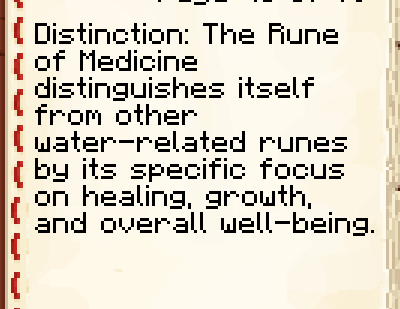 Distinction: The Rune
of Medicine
distinguishes itself
from other
water-related runes
by its specific focus
on healing, growth,
and overall well-being.